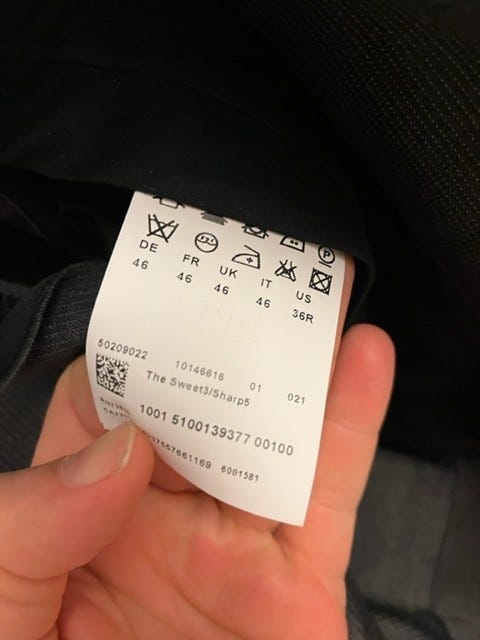 DE FR UK IT US
46 46 46 46 36R
50209022 10146616 01 021
The Sweet3/Sharp5
1001 5100139377 00100
7557661169 6001581